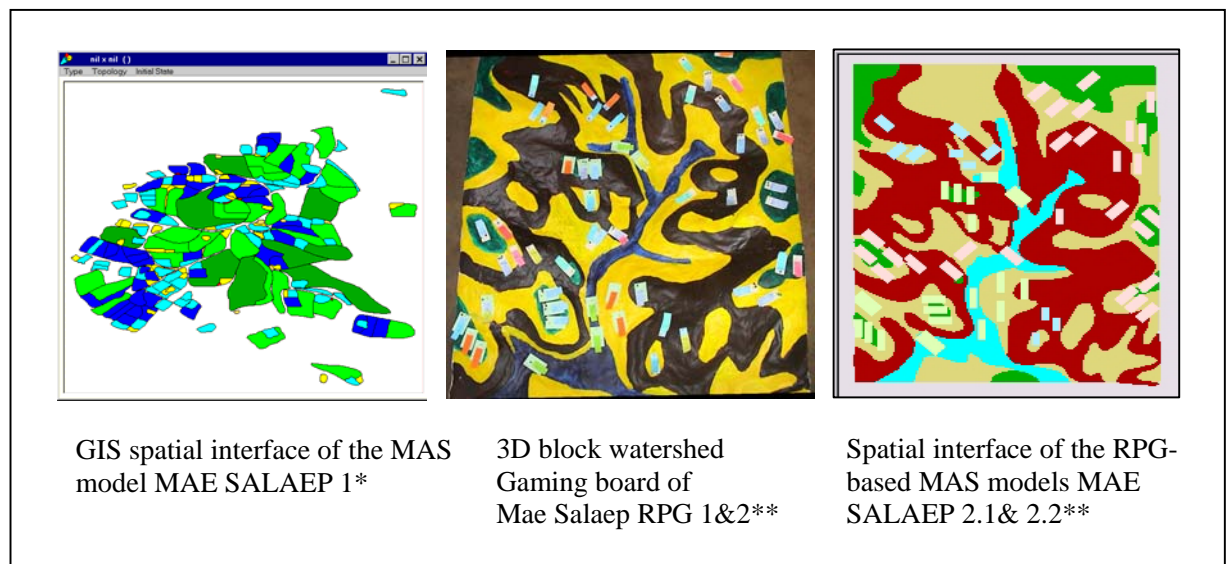 nil x nil ( )
Type Topology Initial State
GIS spatial interface of the MAS
model MAE SALAEP 1*
3D block watershed
Gaming board of
Mae Salaep RPG 1&2**
Spatial interface of the RPG-
based MAS models MAE
SALAEP 2.1& 2.2**